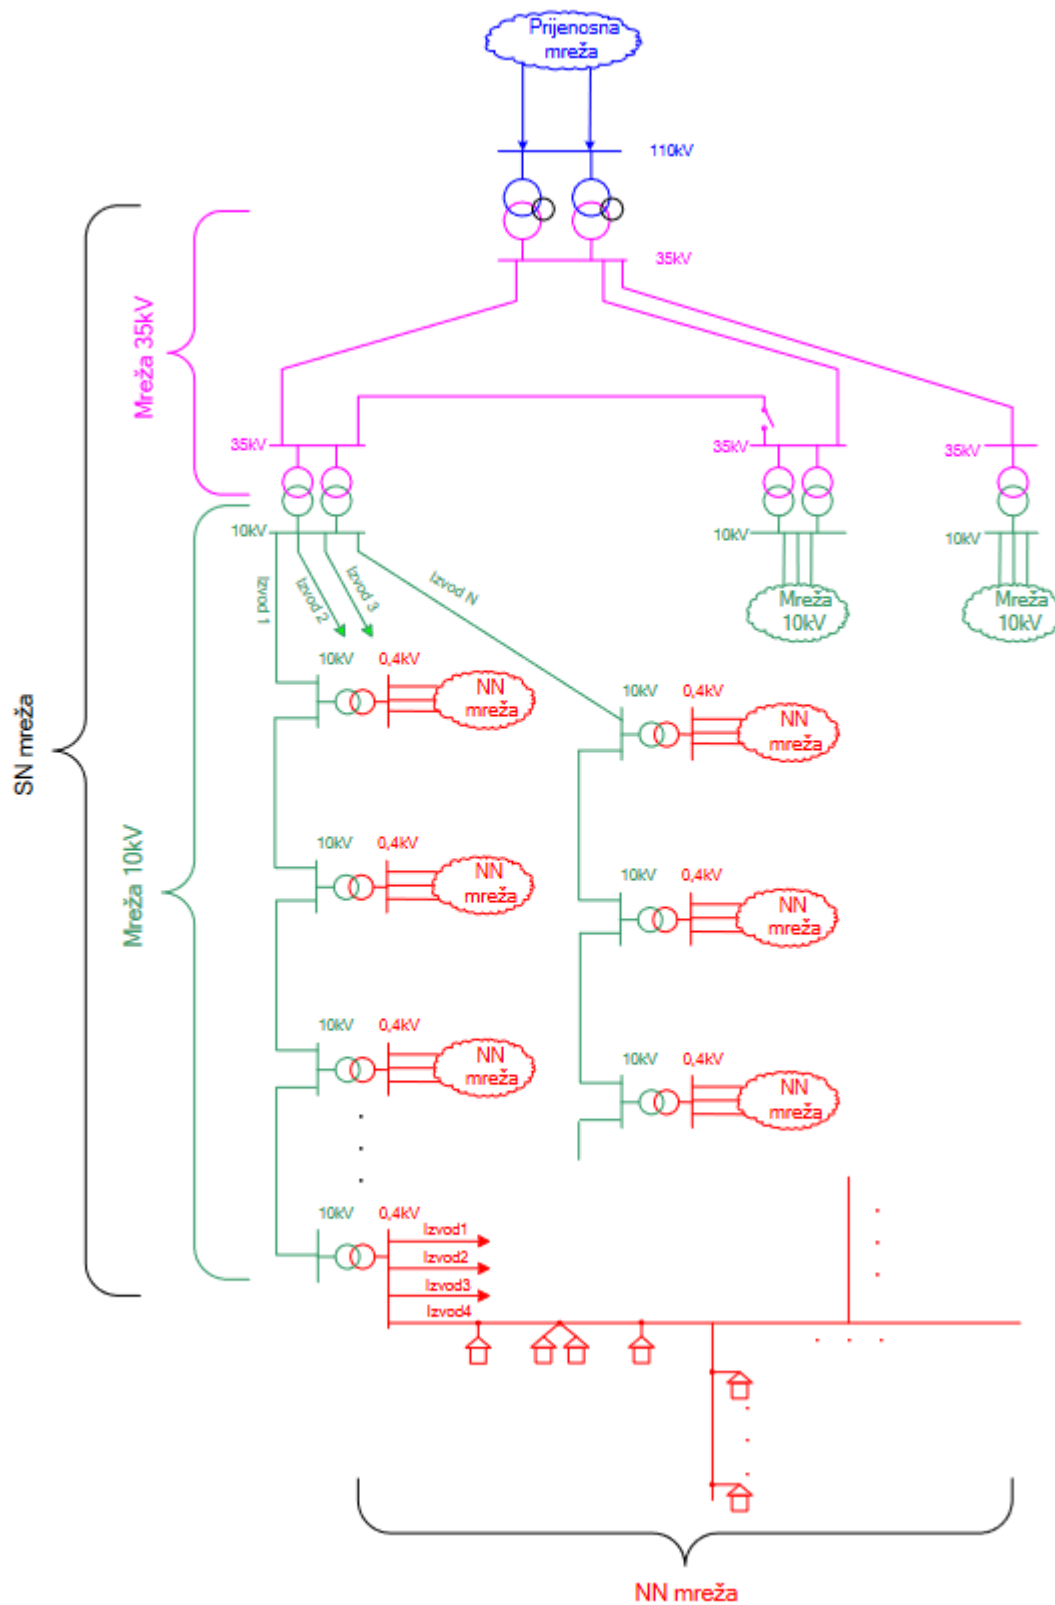 Prijenosna
mreža
110kV
35kV
Mreža 35kV
SN mreža
Mreža 10kV
35kV
35kV
35kV
10kV
10kV
10kV
Izvod 1
Izvod 2
Izvod 3
Izvod N
Mreža
10kV
Mreža
10kV
10kV
0,4kV
NN
mreža
10kV
0,4kV
NN
mreža
10kV
0,4kV
NN
mreža
10kV
0,4kV
NN
mreža
10kV
0,4kV
NN
mreža
10kV
0,4kV
NN
mreža
10kV
0,4kV
Izvod1
Izvod2
Izvod3
Izvod4
NN mreža